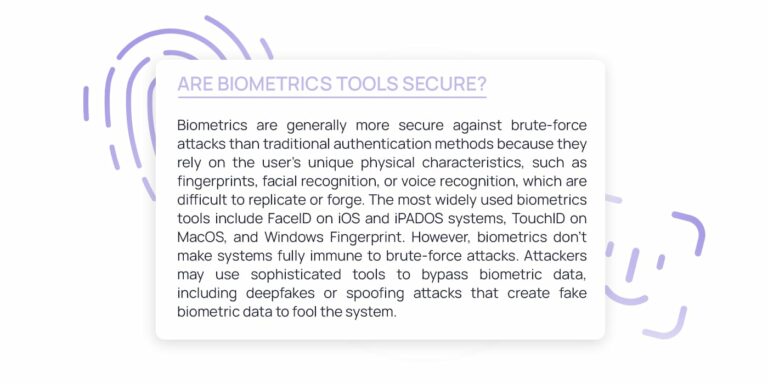 ARE BIOMETRICS TOOLS SECURE?
Biometrics are generally more secure against brute-force
attacks than traditional authentication methods because they
rely on the user's unique physical characteristics, such as
fingerprints, facial recognition, or voice recognition, which are
difficult to replicate or forge. The most widely used biometrics
tools include FaceID on iOS and iPADOS systems, TouchID on
MacOS, and Windows Fingerprint. However, biometrics don't
make systems fully immune to brute-force attacks. Attackers
may use sophisticated tools to bypass biometric data,
including deepfakes or spoofing attacks that create fake
biometric data to fool the system.